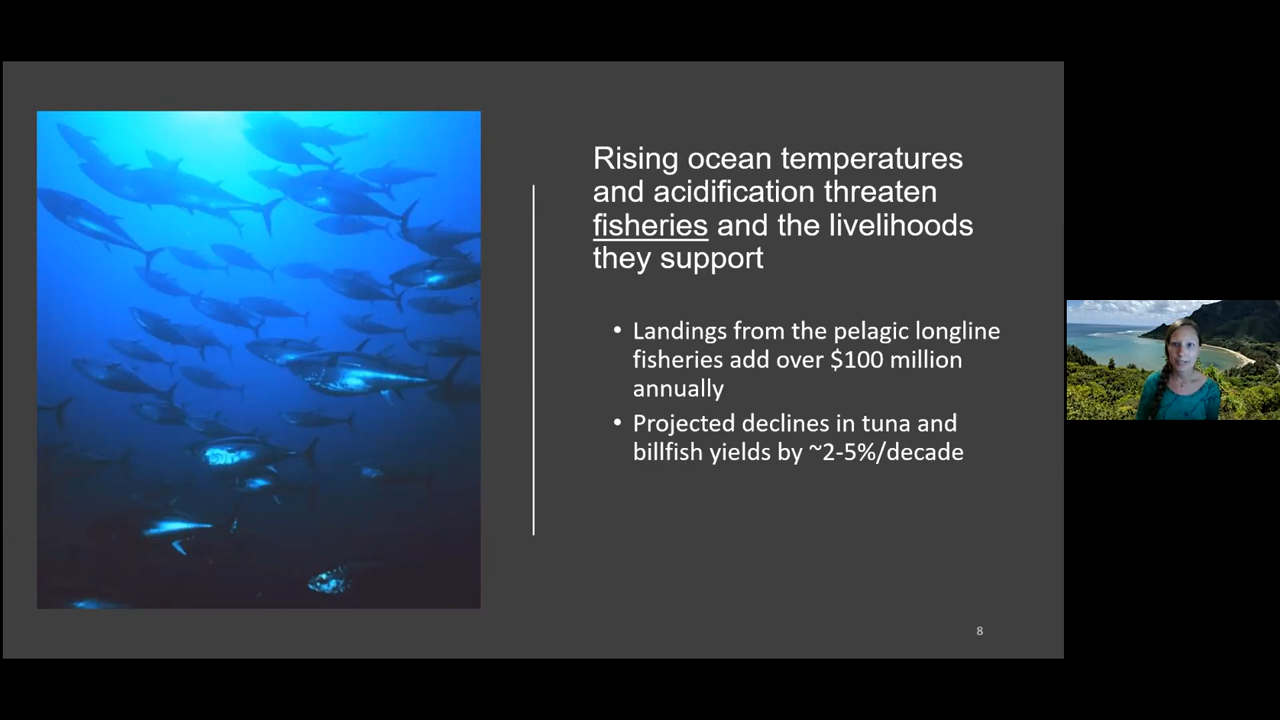 Rising ocean temperatures
and acidification threaten
fisheries and the livelihoods
they support
• Landings from the pelagic longline
fisheries add over $100 million
annually
• Projected declines in tuna and
billfish yields by ~2-5%/decade
8